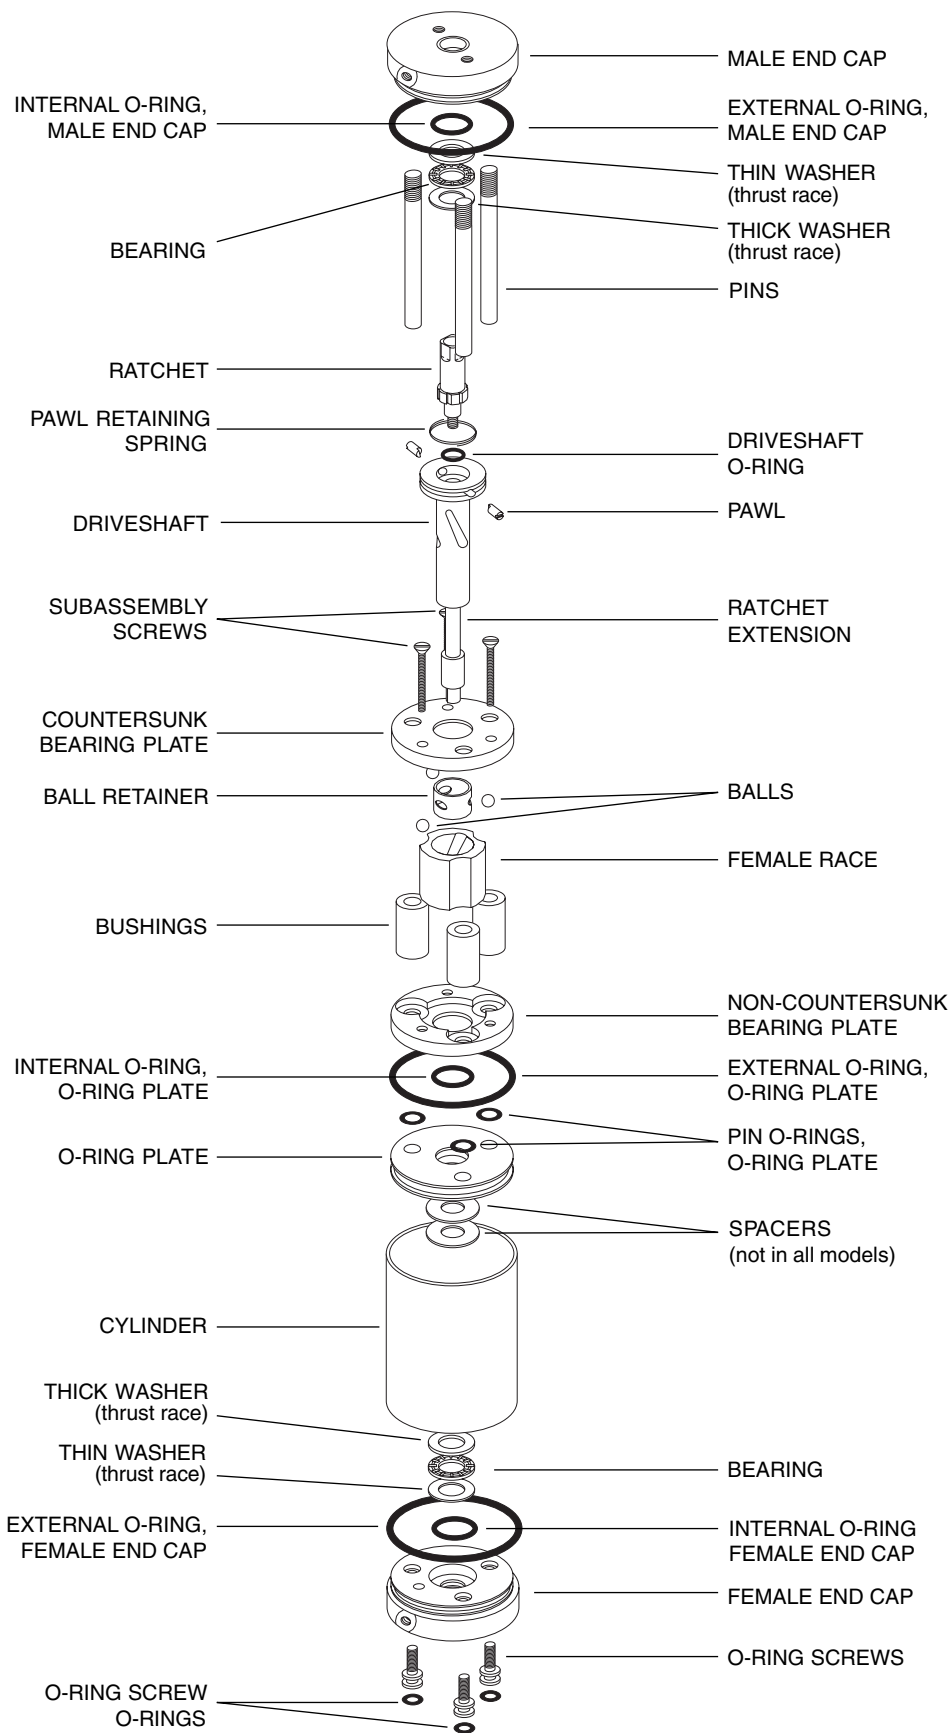 MALE END CAP
INTERNAL O-RING,
MALE END CAP
EXTERNAL O-RING,
MALE END CAP
THIN WASHER
(thrust race)
THICK WASHER
(thrust race)
BEARING
PINS
RATCHET
PAWL RETAINING
SPRING
DRIVESHAFT
O-RING
PAWL
DRIVESHAFT
SUBASSEMBLY
SCREWS
RATCHET
EXTENSION
COUNTERSUNK
BEARING PLATE
BALL RETAINER
BALLS
FEMALE RACE
BUSHINGS
NON-COUNTERSUNK
BEARING PLATE
INTERNAL O-RING,
O-RING PLATE
EXTERNAL O-RING,
O-RING PLATE
PIN O-RINGS,
O-RING PLATE
O-RING PLATE
SPACERS
(not in all models)
CYLINDER
THICK WASHER
(thrust race)
THIN WASHER
(thrust race)
BEARING
EXTERNAL O-RING,
FEMALE END CAP
INTERNAL O-RING
FEMALE END CAP
FEMALE END CAP
O-RING SCREWS
O-RING SCREW
O-RINGS